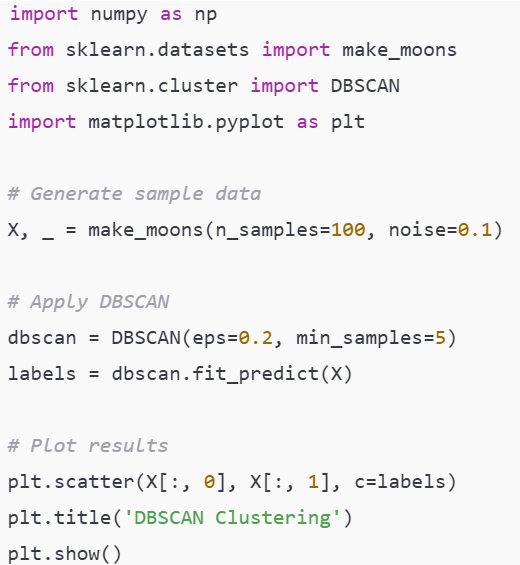 import numpy as np
from sklearn.datasets import make_moons
from sklearn.cluster import DBSCAN
import matplotlib.pyplot as plt
# Generate sample data
X, _ = make_moons(n_samples=100, noise=0.1)
# Apply DBSCAN
dbscan = DBSCAN(eps=0.2, min_samples=5)
labels = dbscan.fit_predict(X)
# Plot results
plt.scatter(X[:, 0], X[:, 1], c=labels)
plt.title('DBSCAN Clustering')
plt.show()